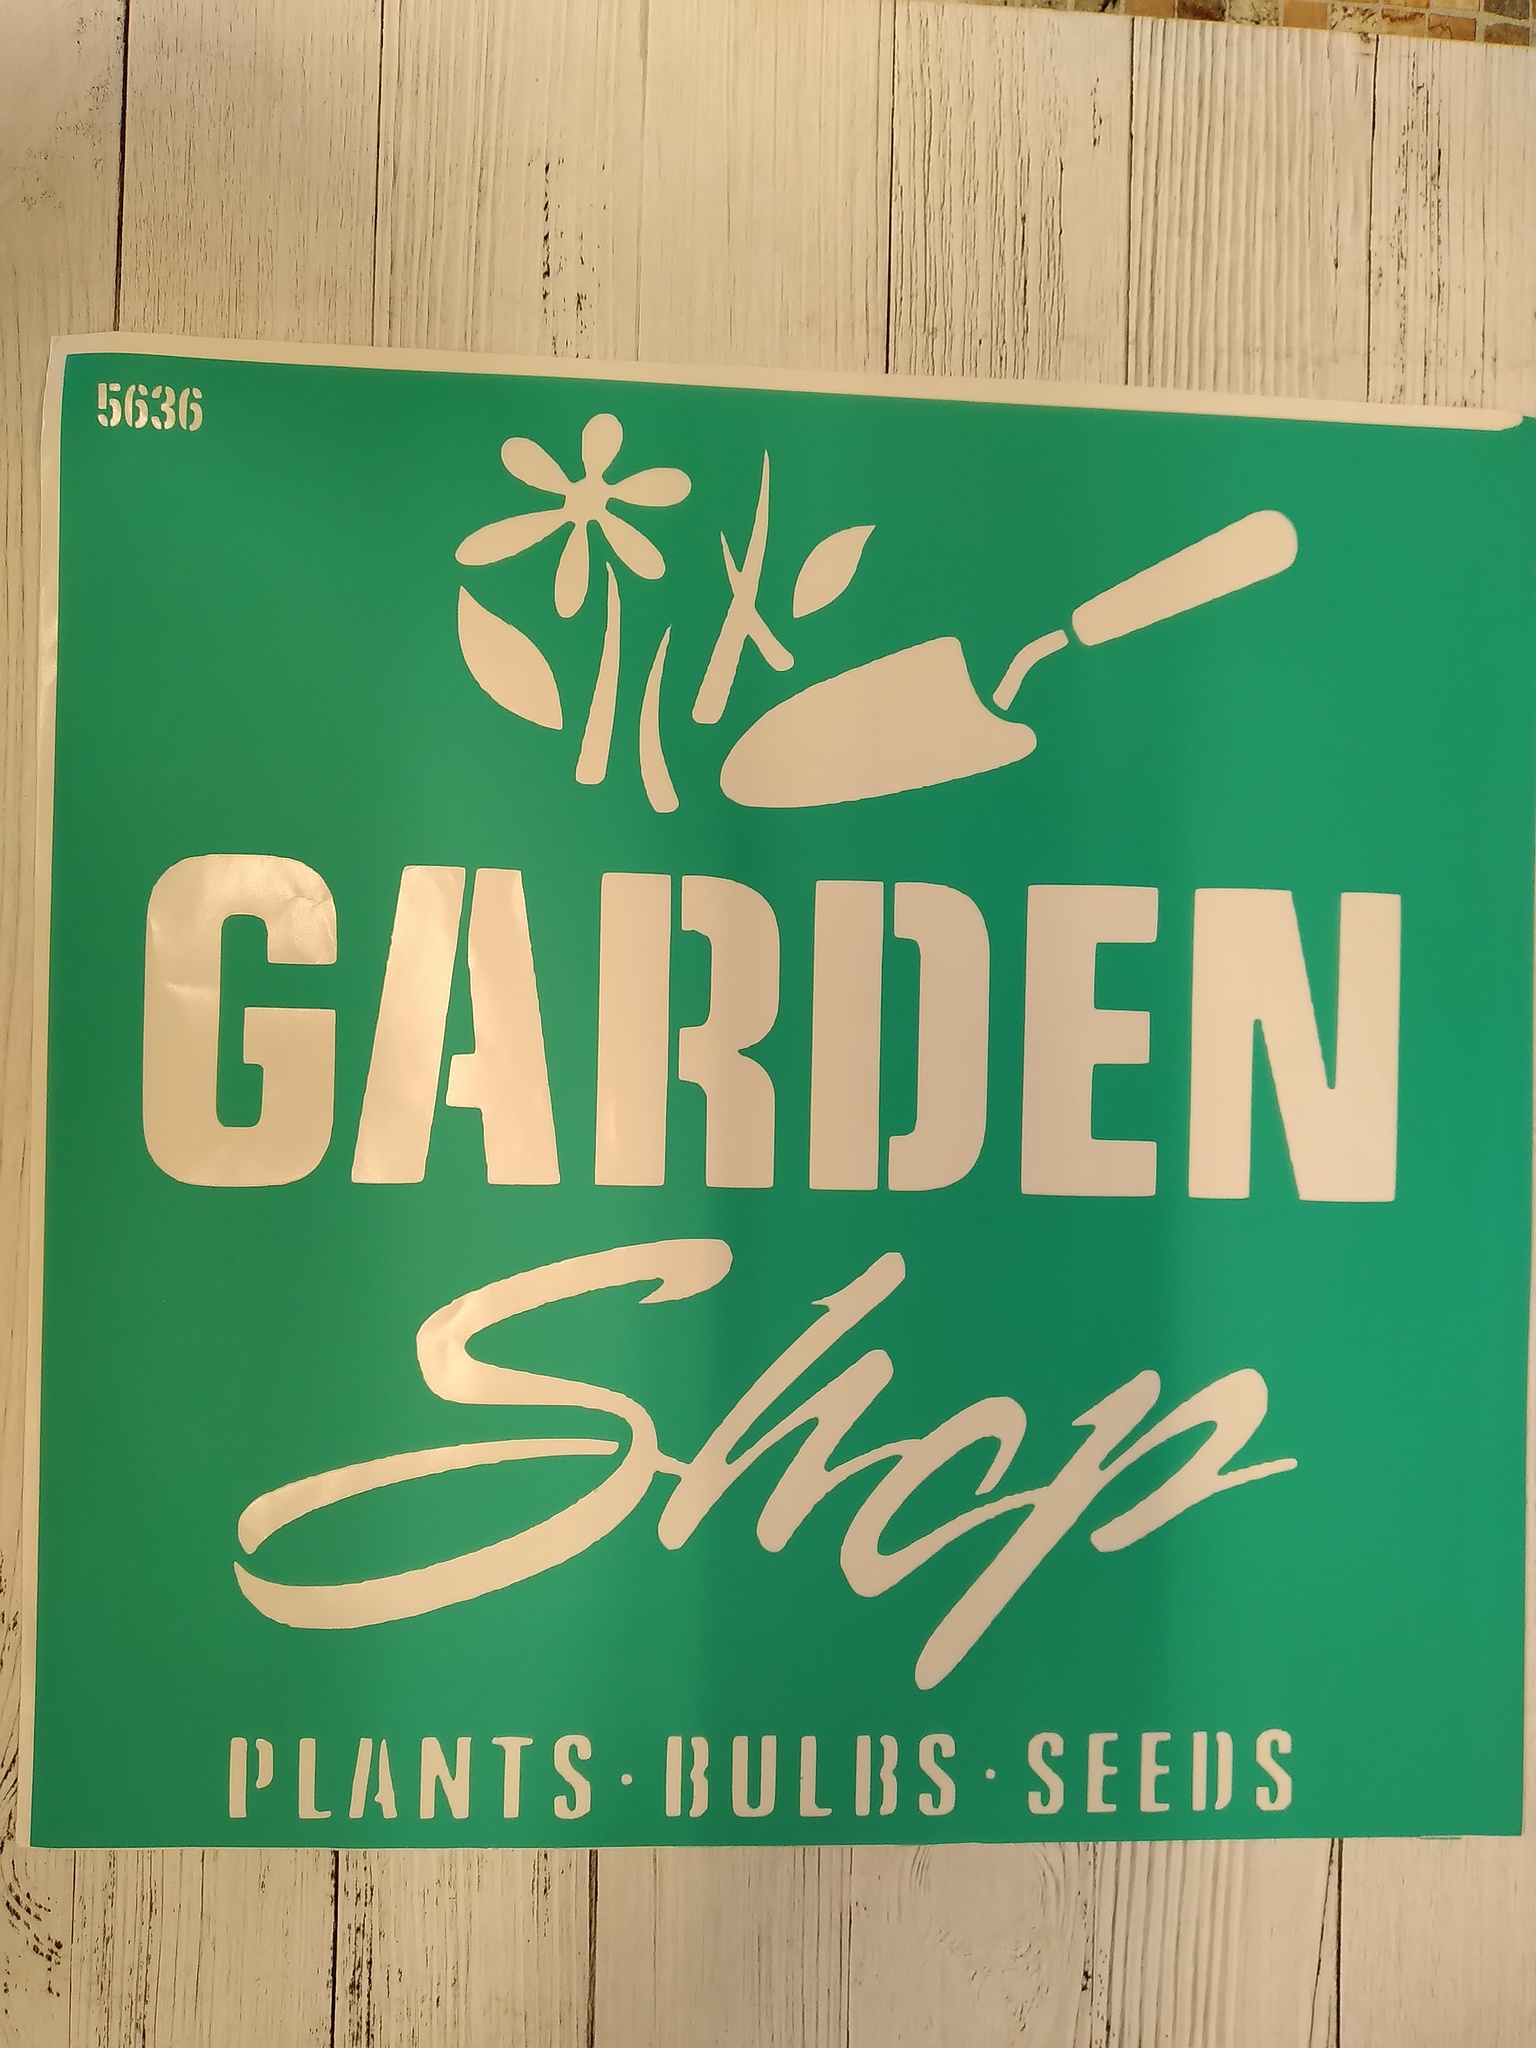 5636
GARDEN
Shop
PLANTS · BULBS · SEEDS